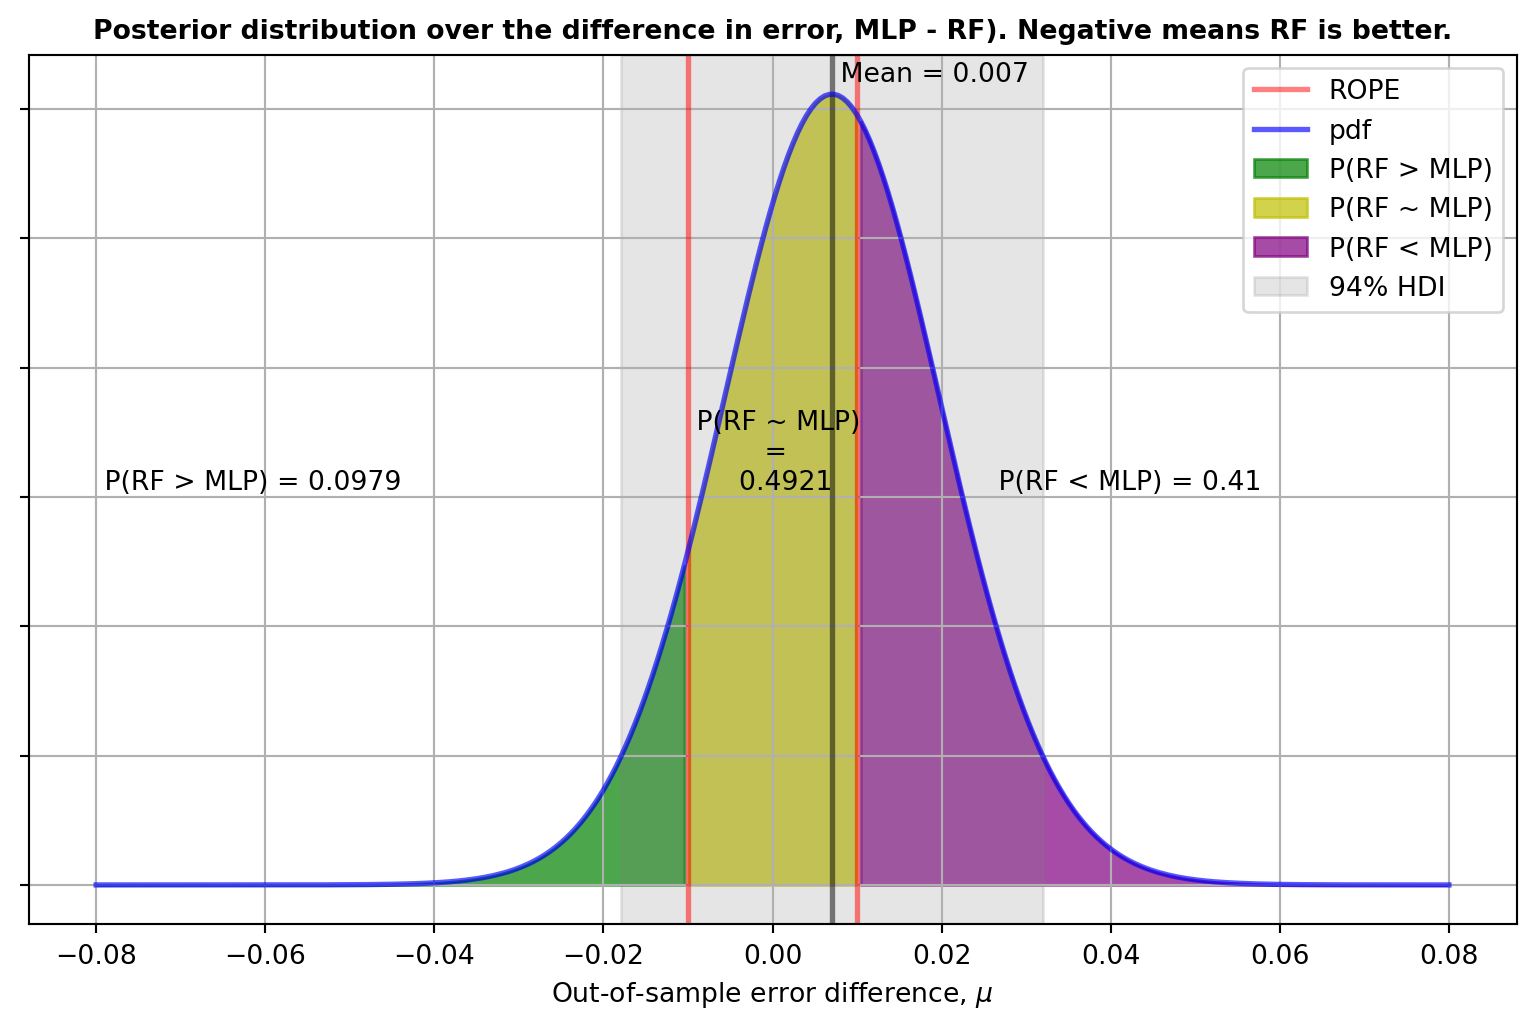 Posterior distribution over the difference in error, MLP - RF). Negative means RF is better.
Mean = 0.007
ROPE
pdf
P(RF > MLP)
P(RF ~ MLP)
P(RF < MLP)
94% HDI
P(RF ~ MLP)
=
0.4921
P(RF > MLP) = 0.0979
P(RF < MLP) = 0.41
−0.08 −0.06 −0.04 −0.02 0.00 0.02 0.04 0.06 0.08
Out-of-sample error difference, μ